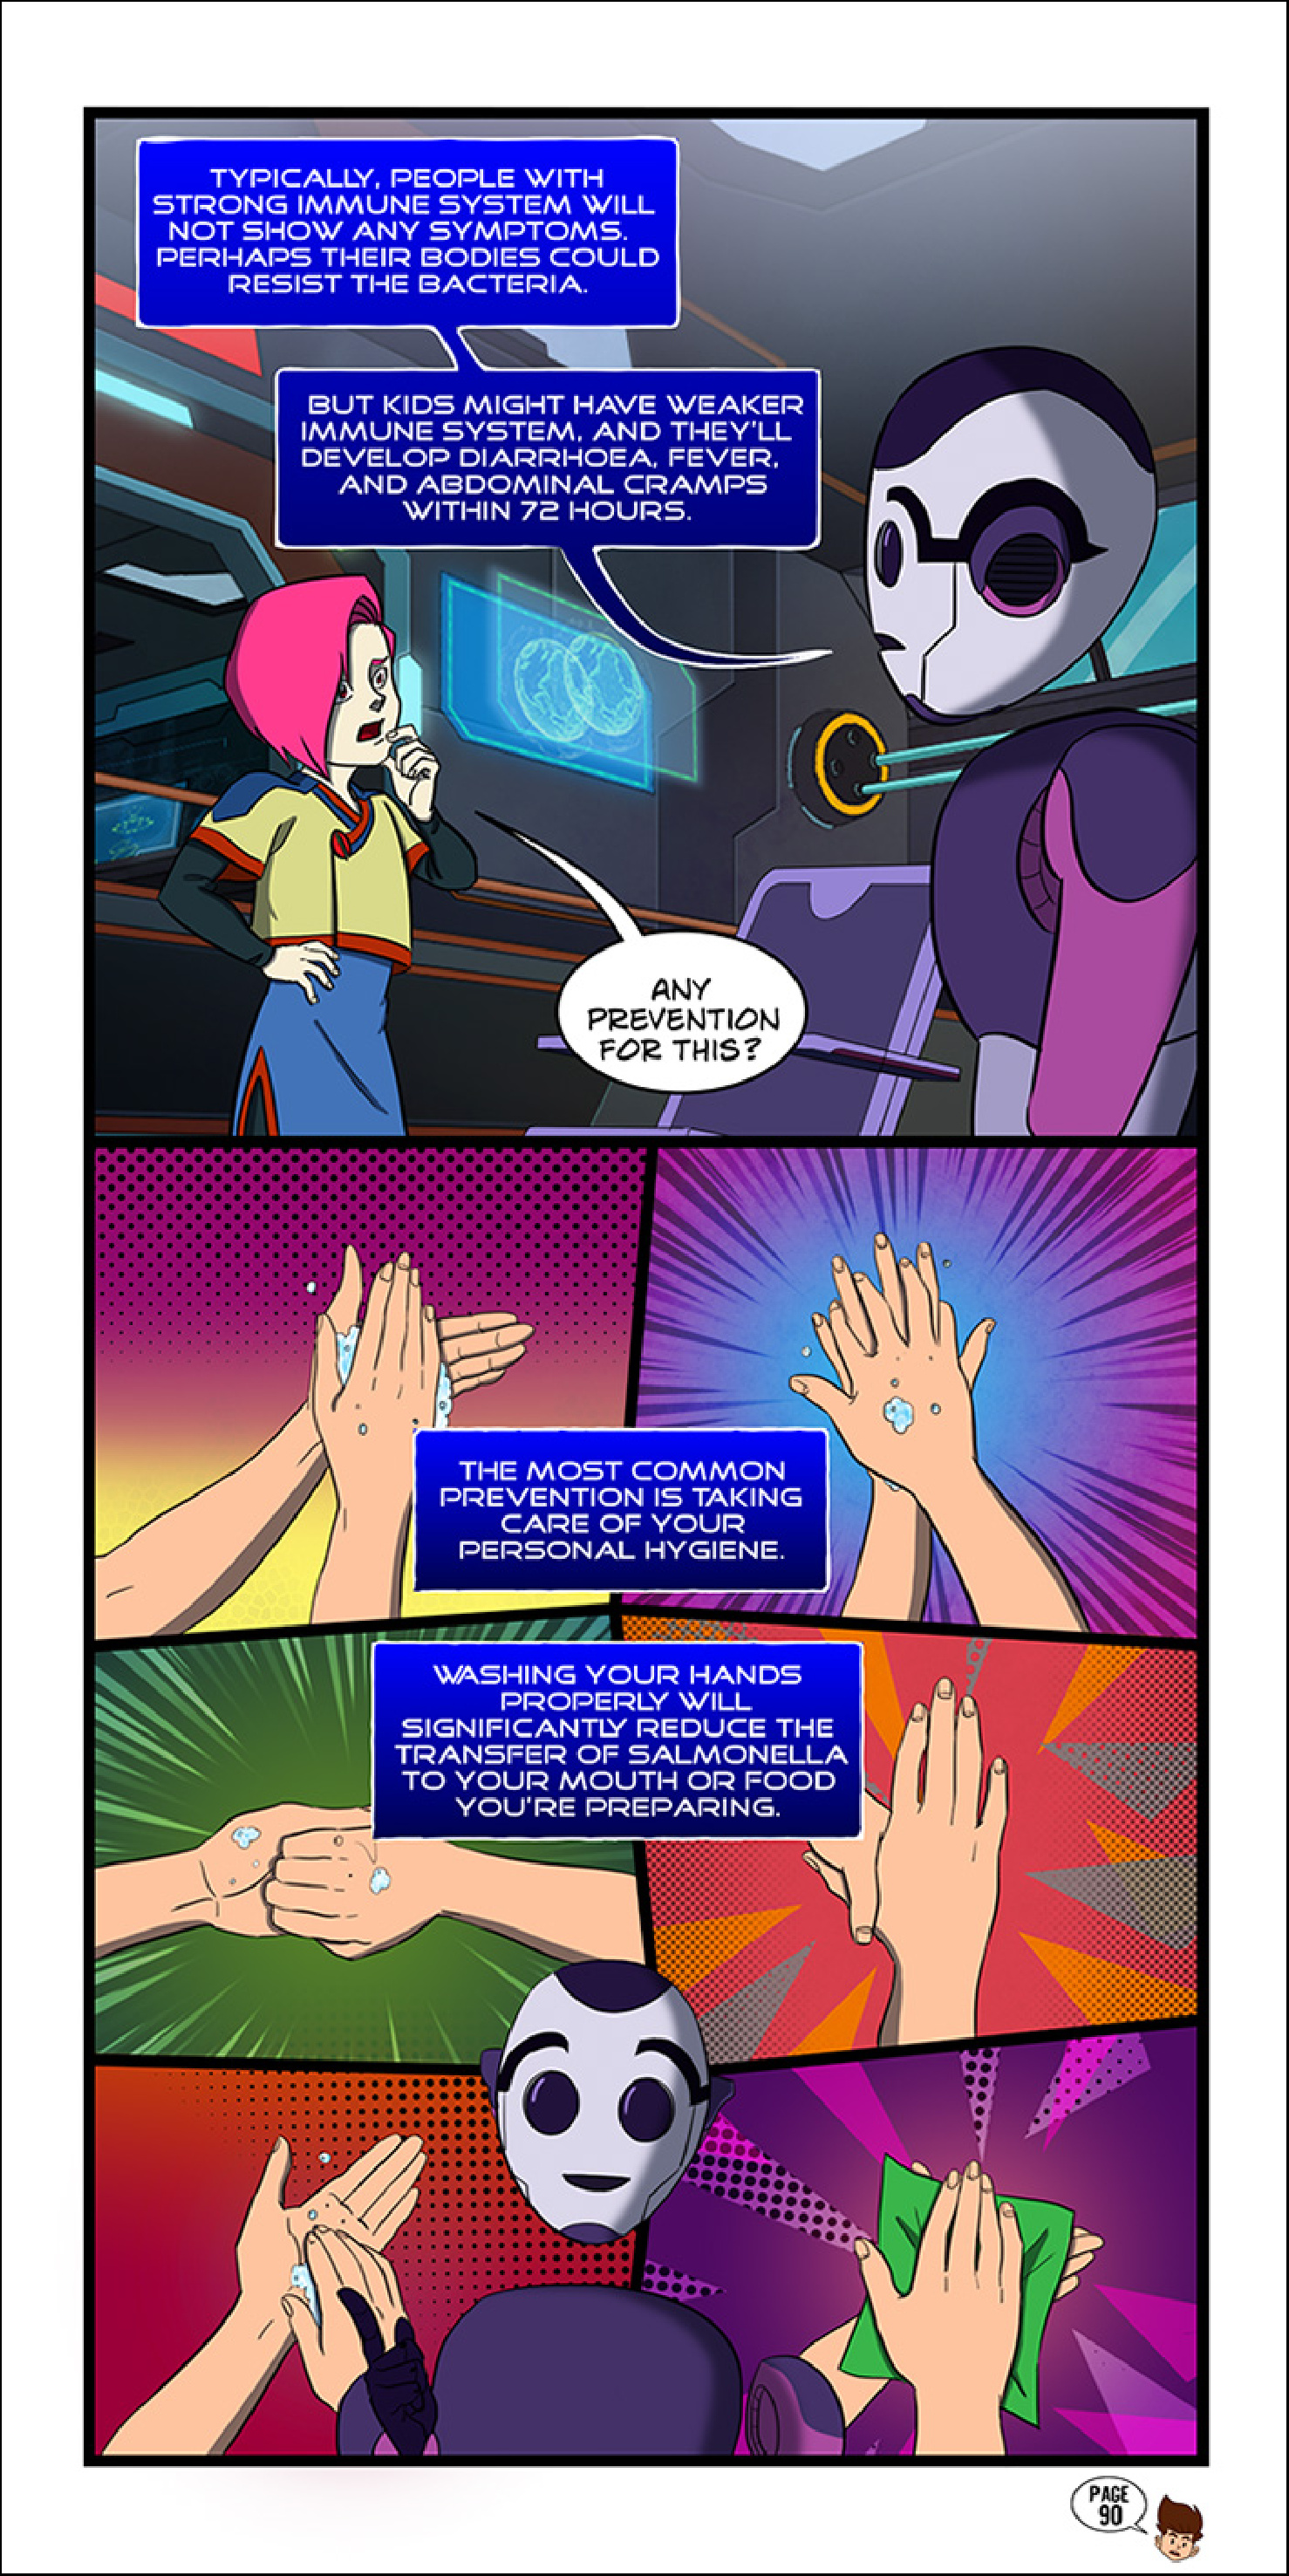 TYPICALLY, PEOPLE WITH
STRONG IMMUNE SYSTEM WILL
NOT SHOW ANY SYMPTOMS.
PERHAPS THEIR BODIES COULD
RESIST THE BACTERIA.
BUT KIDS MIGHT HAVE WEAKER
IMMUNE SYSTEM, AND THEY'LL
DEVELOP DIARRHOEA, FEVER,
AND ABDOMINAL CRAMPS
WITHIN 72 HOURS.
ANY
PREVENTION
FOR THIS?
THE MOST COMMON
PREVENTION IS TAKING
CARE OF YOUR
PERSONAL HYGIENE.
WASHING YOUR HANDS
PROPERLY WILL
SIGNIFICANTLY REDUCE THE
TRANSFER OF SALMONELLA
TO YOUR MOUTH OR FOOD
YOU'RE PREPARING.
PAGE
90